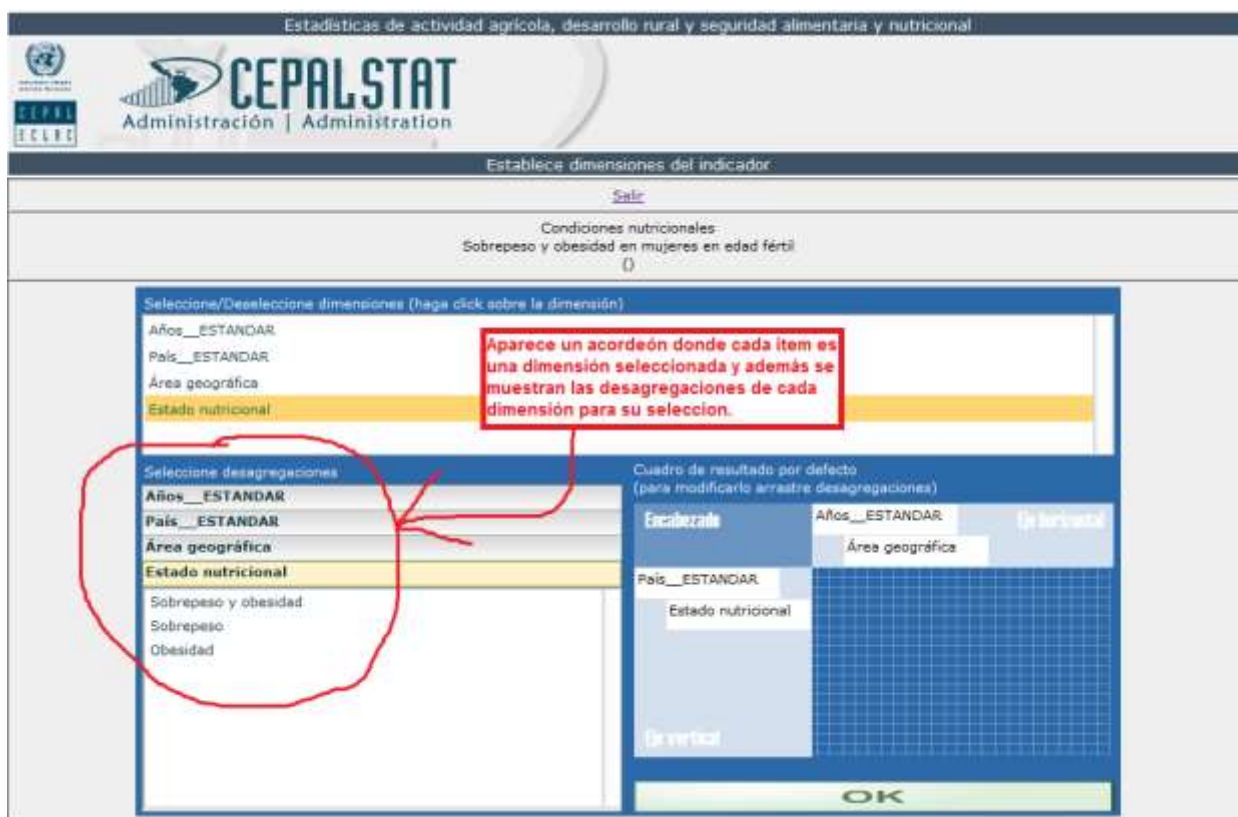 Estadísticas de actividad agrícola, desarrollo rural y seguridad alimentaria y nutricional
CEPALSTAT
CEPAL
ECLAC
Administración | Administration
Establece dimensiones del indicador
Salir
Condiciones nutricionales
Sobrepeso y obesidad en mujeres en edad fértil
()
Seleccione/Deseleccione dimensiones (haga click sobre la dimensión)
Años__ESTANDAR
País__ESTANDAR
Área geográfica
Estado nutricional
Aparece un acordeón donde cada item es
una dimensión seleccionada y además se
muestran las desagregaciones de cada
dimensión para su seleccion.
Seleccione desagregaciones
Años__ESTANDAR
País__ESTANDAR
Área geográfica
Estado nutricional
Sobrepeso y obesidad
Sobrepeso
Obesidad
Cuadro de resultado por defecto
(para modificarlo arrastre desagregaciones)
Encabezado
Años__ESTANDAR
Eje horizontal
Área geográfica
País__ESTANDAR
Estado nutricional
Eje vertical
OK